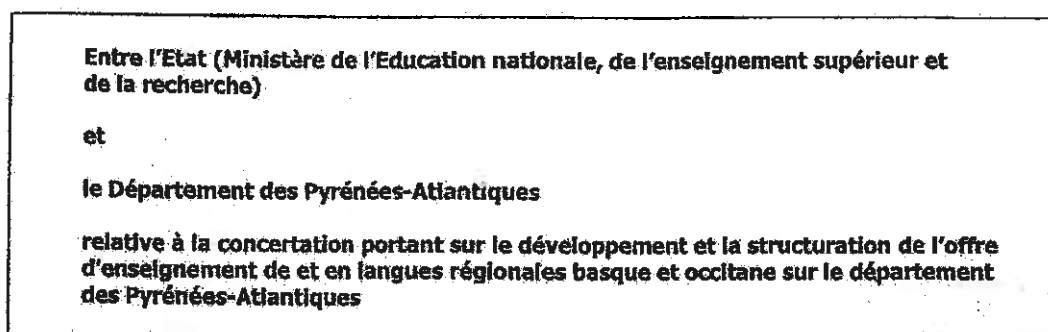 Entre l'Etat (Ministère de l'Education nationale, de l'enseignement supérieur et
de la recherche)
et
le Département des Pyrénées-Atlantiques
relative à la concertation portant sur le développement et la structuration de l'offre
d'enseignement de et en langues régionales basque et occitane sur le département
des Pyrénées-Atlantiques